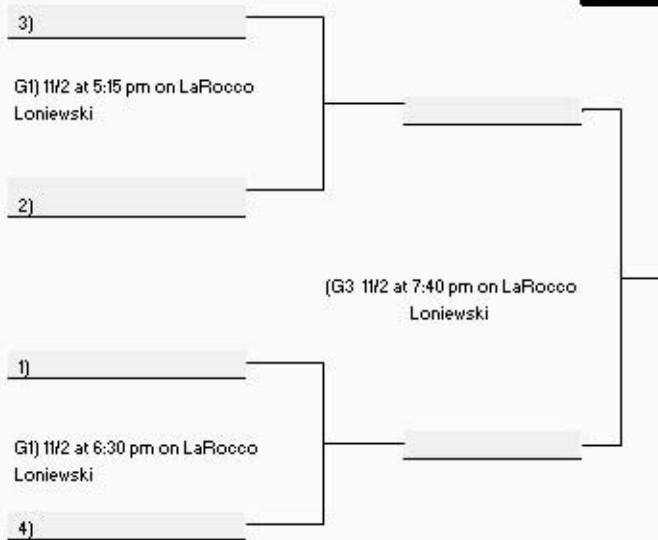 3)
G1) 11/2 at 5:15 pm on LaRocco
Loniewski
2)
(G3 11/2 at 7:40 pm on LaRocco
Loniewski
1)
G1) 11/2 at 6:30 pm on LaRocco
Loniewski
4)